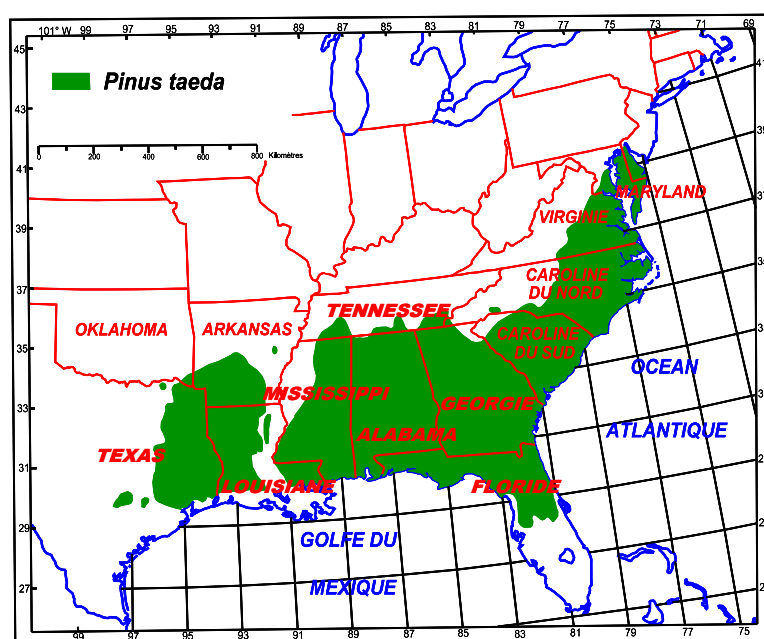 101° W 99 97 95 93 91 89 87 85 83 81 79 77 75 73 71 69
45
Pinus taeda
43
0 200 400 600 800 Kilomètres
41
39
37
35
33
31
29
27
MARYLAND
VIRGINIE
CAROLINE
DU NORD
TENNESSEE
OKLAHOMA
ARKANSAS
CAROLINE
DU SUD
OCEAN
MISSISSIPPI
GEORGIE
ATLANTIQUE
ALABAMA
TEXAS
LOUISIANE
FLORIDE
GOLFE DU
MEXIQUE
99 97 95 93 91 89 87 85 83 81 79 77 75